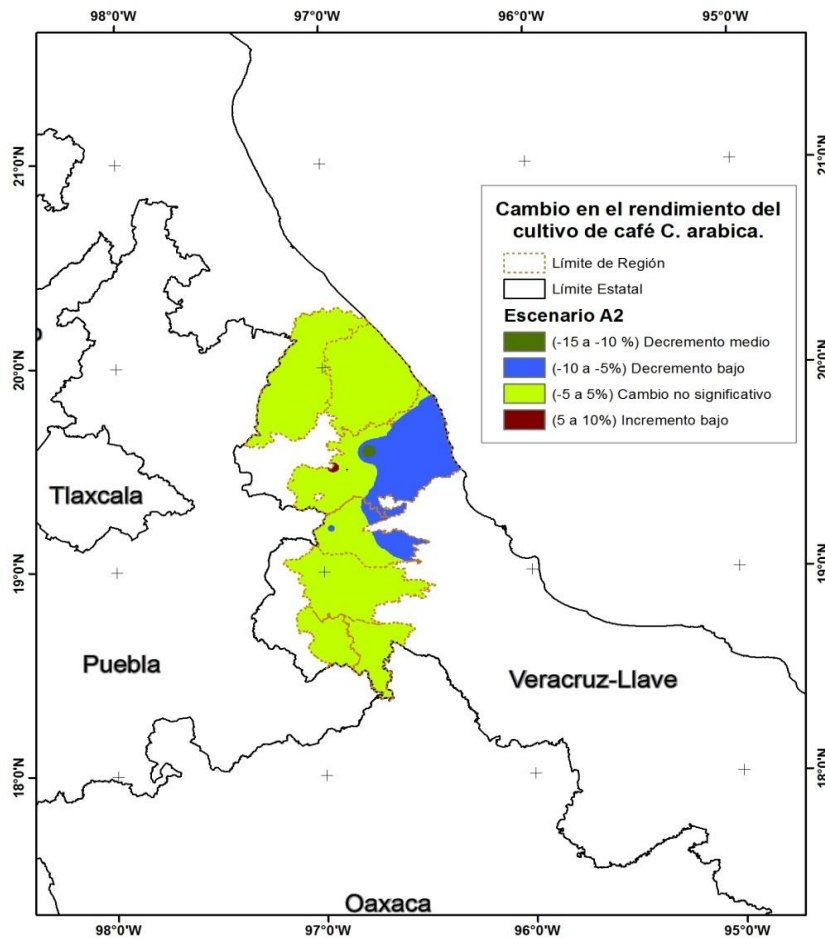 98°0'W 97°0'W 96°0'W 95°0'W
21°0'N 21°0'N
Cambio en el rendimiento del
cultivo de café C. arabica.
Límite de Región
Límite Estatal
Escenario A2
(-15 a -10 %) Decremento medio
(-10 a -5%) Decremento bajo
(-5 a 5%) Cambio no significativo
(5 a 10%) Incremento bajo
20°0'N 20°0'N
Tlaxcala
19°0'N 19°0'N
Puebla
Veracruz-Llave
18°0'N 18°0'N
Oaxaca
98°0'W 97°0'W 96°0'W 95°0'W